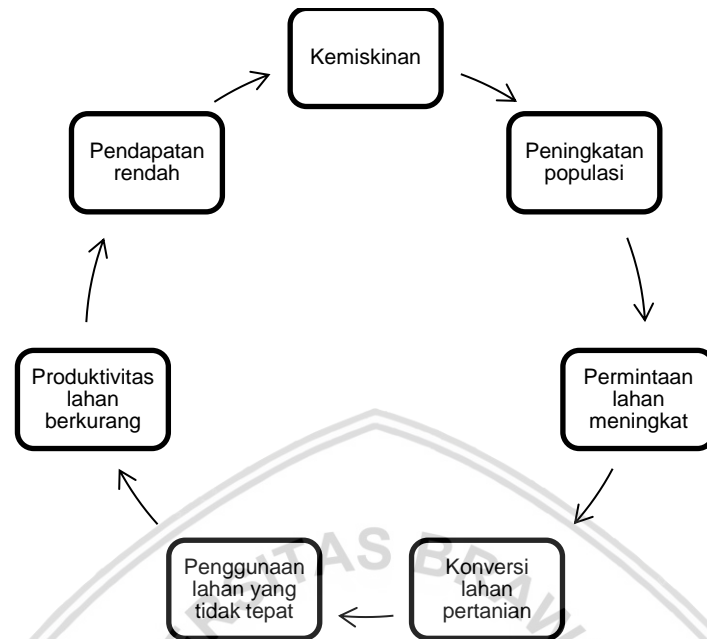 Kemiskinan
Peningkatan
populasi
Permintaan
lahan
meningkat
Konversi
lahan
pertanian
Penggunaan
lahan yang
tidak tepat
Produktivitas
lahan
berkurang
Pendapatan
rendah